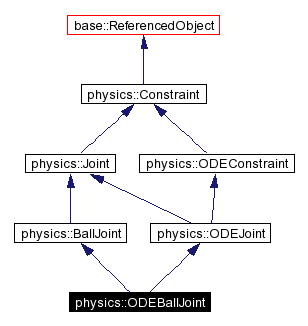 base::ReferencedObject
physics::Constraint
physics::Joint
physics::ODEConstraint
physics::BallJoint
physics::ODEJoint
physics::ODEBallJoint